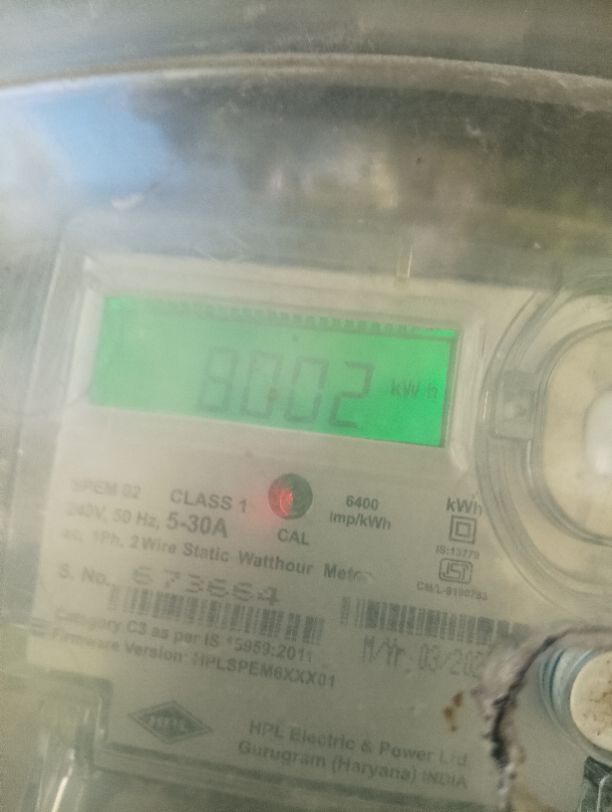 8002 kWh
SPEM 02 CLASS 1 6400 imp/kWh kWh
240V, 50 Hz, 5-30A CAL IS:13779
ac, 1Ph, 2 Wire Static Watthour Meter
S. No. 673664
Category C3 as per IS 15959:2011 M/Yr. 03/
Firmware Version: HPLSPEM6XXX01
HPL
HPL Electric & Power Ltd.
Gurugram (Haryana) INDIA